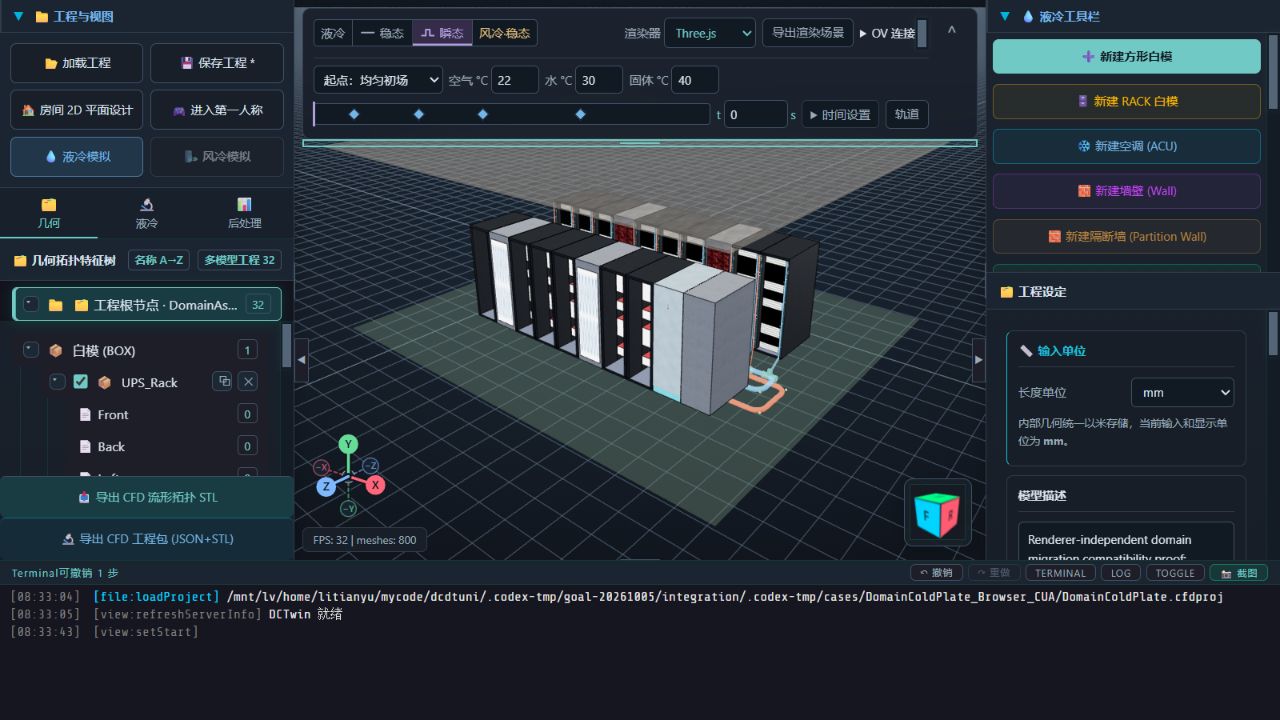 ▼ 工程与视图
加载工程
保存工程 *
房间 2D 平面设计
进入第一人称
液冷模拟
风冷模拟
几何
液冷
后处理
几何拓扑特征树
名称 A→Z
多模型工程 32
工程根节点 · DomainAs... 32
白模 (BOX) 1
UPS_Rack
Front 0
Back 0
导出 CFD 流形拓扑 STL
导出 CFD 工程包 (JSON+STL)
液冷 稳态 瞬态 风冷·稳态
渲染器 Three.js 导出渲染场景 ▶ OV 连接 ^
起点：均匀初场 空气 °C 22 水 °C 30 固体 °C 40
t 0 s ▶ 时间设置 轨道
Y
-X
-Z
Z
X
-Y
F
R
FPS: 32 | meshes: 800
▼ 液冷工具栏
新建方形白模
新建 RACK 白模
新建空调 (ACU)
新建墙壁 (Wall)
新建隔断墙 (Partition Wall)
工程设定
输入单位
长度单位 mm
内部几何统一以米存储，当前输入和显示单
位为 mm。
模型描述
Renderer-independent domain
migration compatibility proof;
Terminal可撤销 1 步
↶ 撤销 ↷ 重做 TERMINAL LOG TOGGLE 截图
[08:33:04] [file:loadProject] /mnt/lv/home/litianyu/mycode/dcdtuni/.codex-tmp/goal-20261005/integration/.codex-tmp/cases/DomainColdPlate_Browser_CUA/DomainColdPlate.cfdproj
[08:33:05] [view:refreshServerInfo] DCTwin 就绪
[08:33:43] [view:setStart]